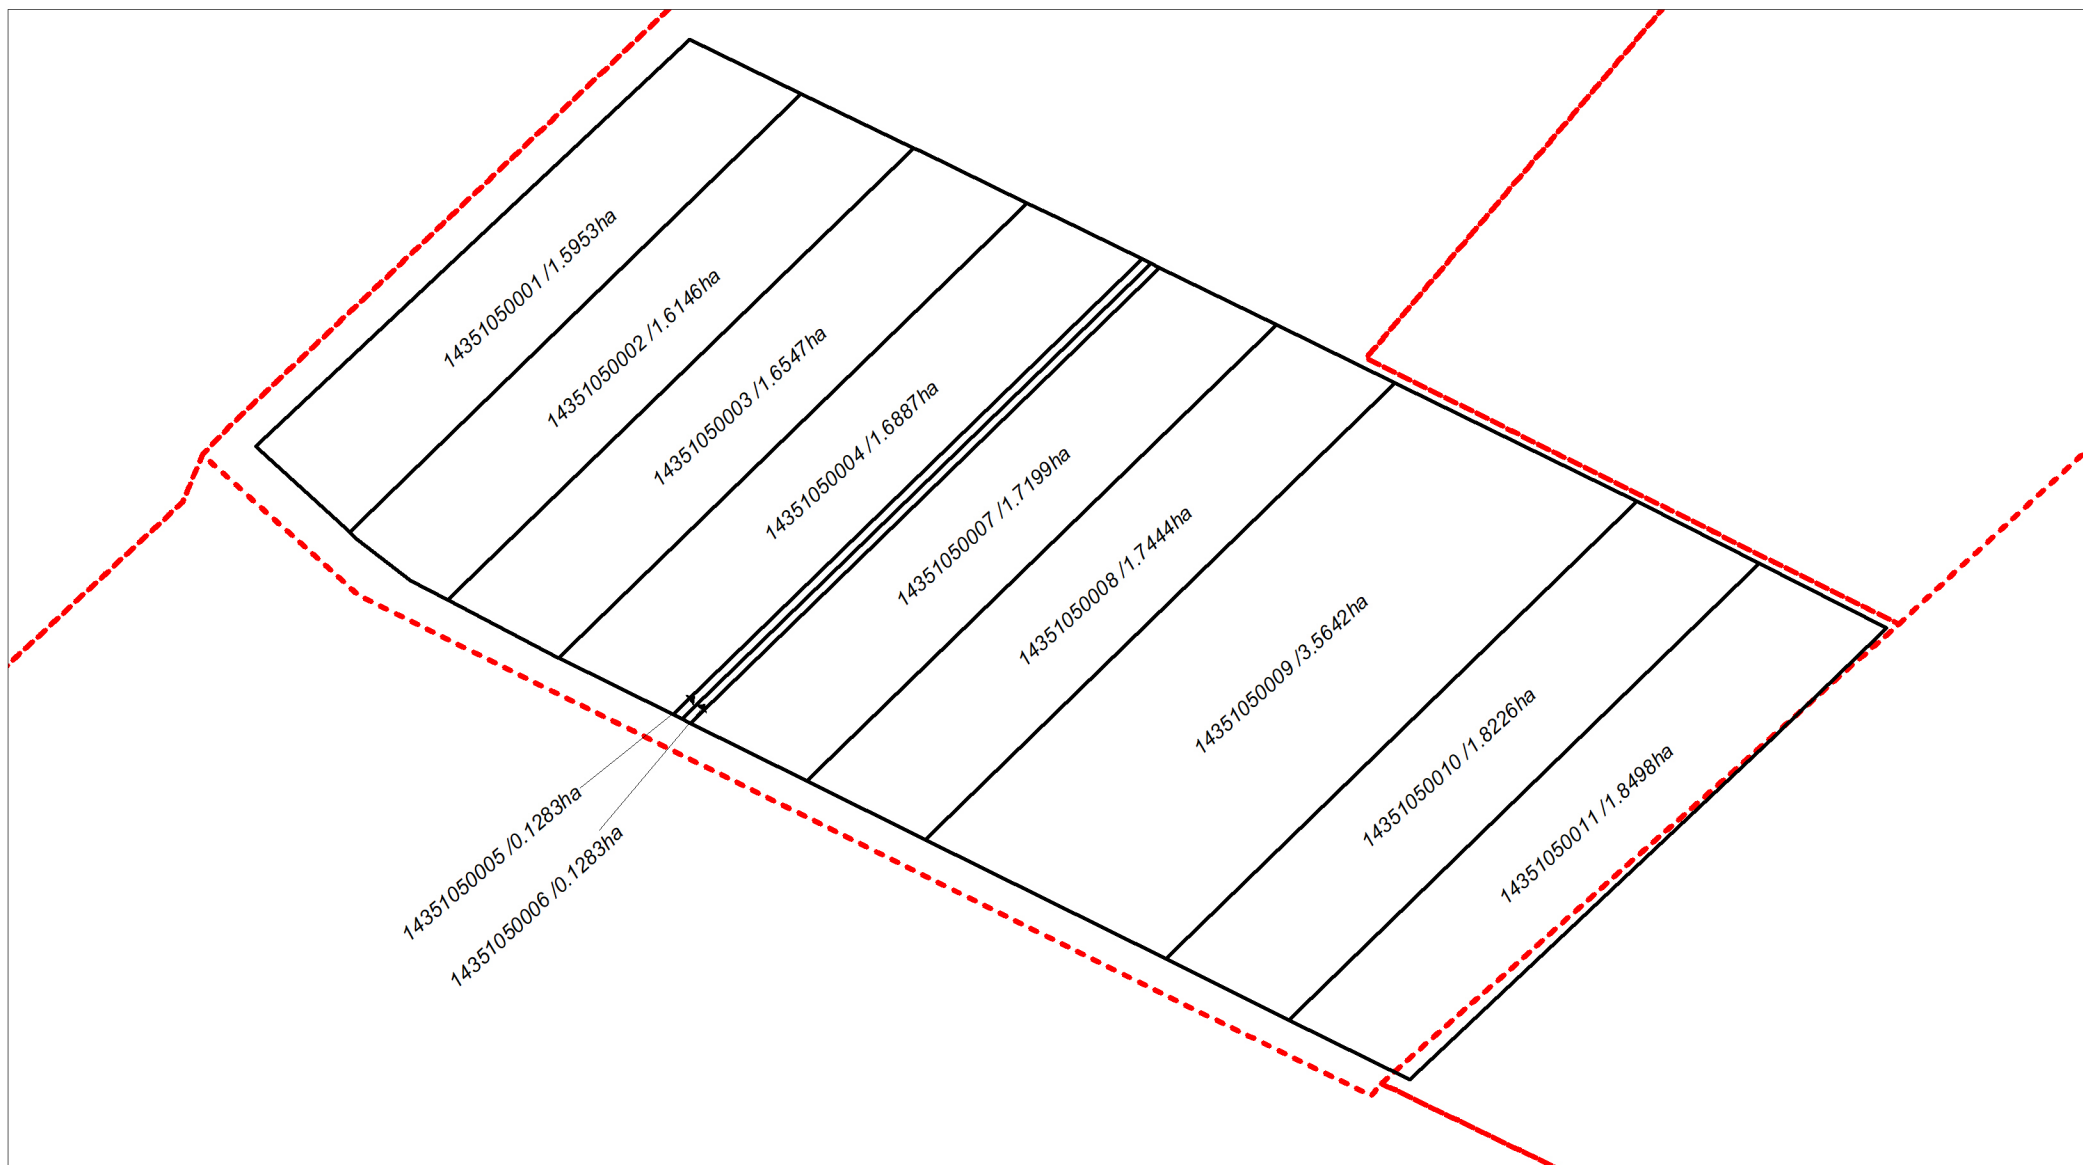 14351050001 /1.5953ha
14351050002 /1.6146ha
14351050003 /1.6547ha
14351050004 /1.6887ha
14351050005 /0.1283ha
14351050006 /0.1283ha
14351050007 /1.7199ha
14351050008 /1.7444ha
14351050009 /3.5642ha
14351050010 /1.8226ha
14351050011 /1.8498ha